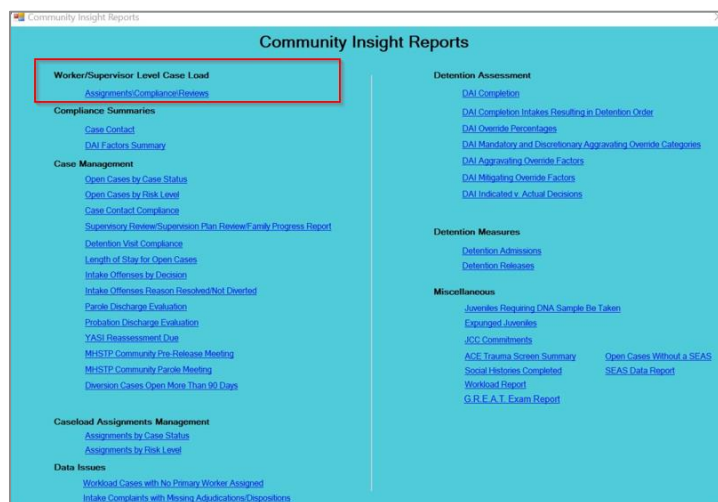 Community Insight Reports
Community Insight Reports
Worker/Supervisor Level Case Load
Assignments\Compliance\Reviews
Compliance Summaries
Case Contact
DAI Factors Summary
Case Management
Open Cases by Case Status
Open Cases by Risk Level
Case Contact Compliance
Supervisory Review/Supervision Plan Review/Family Progress Report
Detention Visit Compliance
Length of Stay for Open Cases
Intake Offenses by Decision
Intake Offenses Reason Resolved/Not Diverted
Parole Discharge Evaluation
Probation Discharge Evaluation
YASI Reassessment Due
MHSTP Community Pre-Release Meeting
MHSTP Community Parole Meeting
Diversion Cases Open More Than 90 Days
Caseload Assignments Management
Assignments by Case Status
Assignments by Risk Level
Data Issues
Workload Cases with No Primary Worker Assigned
Intake Complaints with Missing Adjudications/Dispositions
Detention Assessment
DAI Completion
DAI Completion Intakes Resulting in Detention Order
DAI Override Percentages
DAI Mandatory and Discretionary Aggravating Override Categories
DAI Aggravating Override Factors
DAI Mitigating Override Factors
DAI Indicated v. Actual Decisions
Detention Measures
Detention Admissions
Detention Releases
Miscellaneous
Juveniles Requiring DNA Sample Be Taken
Expunged Juveniles
JCC Commitments
ACE Trauma Screen Summary Open Cases Without a SEAS
Social Histories Completed SEAS Data Report
Workload Report
G.R.E.A.T. Exam Report